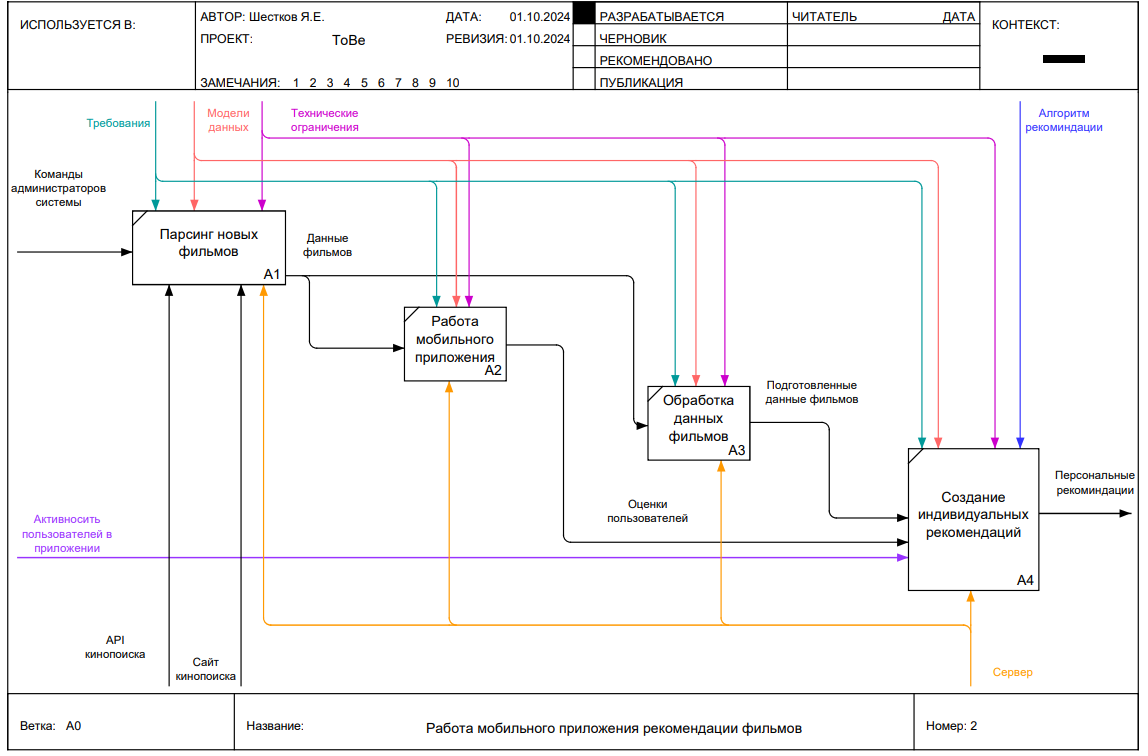 ИСПОЛЬЗУЕТСЯ В:
АВТОР: Шестков Я.Е.
ДАТА: 01.10.2024
ПРОЕКТ: ToBe
РЕВИЗИЯ: 01.10.2024
ЗАМЕЧАНИЯ: 1 2 3 4 5 6 7 8 9 10
РАЗРАБАТЫВАЕТСЯ
ЧЕРНОВИК
РЕКОМЕНДОВАНО
ПУБЛИКАЦИЯ
ЧИТАТЕЛЬ ДАТА
КОНТЕКСТ:
Требования
Модели
данных
Технические
ограничения
Алгоритм
рекоминдации
Команды
администраторов
системы
Парсинг новых
фильмов
A1
Данные
фильмов
Работа
мобильного
приложения
A2
Обработка
данных
фильмов
A3
Подготовленные
данные фильмов
Создание
индивидуальных
рекомендаций
A4
Персональные
рекоминдации
Оценки
пользователей
Активносить
пользователей в
приложении
API
кинопоиска
Сайт
кинопоиска
Сервер
Ветка: A0
Название:
Работа мобильного приложения рекомендации фильмов
Номер: 2